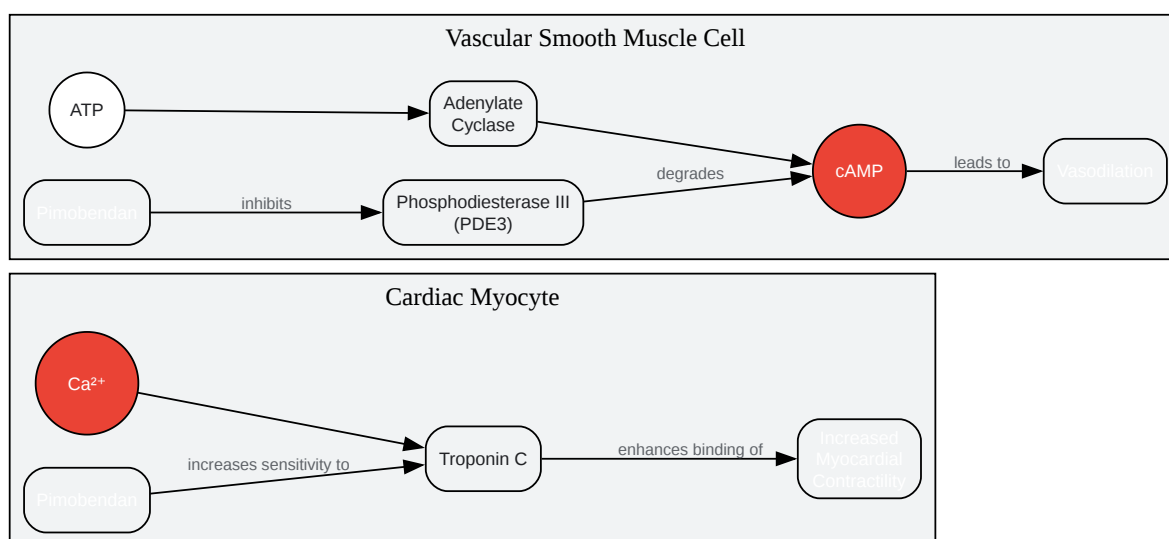 Vascular Smooth Muscle Cell
ATP
Adenylate
Cyclase
cAMP
leads to
Vasodilation
degrades
Pimobendan
inhibits
Phosphodiesterase III
(PDE3)
Cardiac Myocyte
Ca²⁺
increases sensitivity to
Pimobendan
Troponin C
enhances binding of
Increased
Myocardial
Contractility